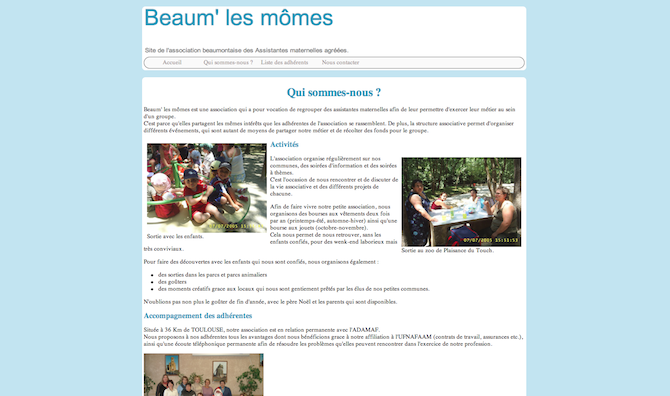 Beaum' les mômes
Site de l'association beaumontaise des Assistantes maternelles agréées.
Accueil Qui sommes-nous ? Liste des adhérents Nous contacter
Qui sommes-nous ?
Beaum' les mômes est une association qui a pour vocation de regrouper des assistantes maternelles afin de leur permettre d'exercer leur métier au sein
d'un groupe.
C'est parce qu'elles partagent les mêmes intérêts que les adhérentes de l'association se rassemblent. De plus, la structure associative permet d'organiser
différents événements, qui sont autant de moyens de partager notre métier et de récolter des fonds pour le groupe.
Sortie avec les enfants.
Activités
L'association organise régulièrement sur nos
communes, des soirées d'information et des soirées
à thèmes.
C'est l'occasion de nous rencontrer et de discuter de
la vie associative et des différents projets de
chacune.
07/07/2005 15:13:53
Sortie au zoo de Plaisance du Touch.
Afin de faire vivre notre petite association, nous
organisons des bourses aux vêtements deux fois
par an (printemps-été, automne-hiver) ainsi qu'une
bourse aux jouets (octobre-novembre).
Cela nous permet de nous retrouver, sans les
enfants confiés, pour des week-end laborieux mais
très conviviaux.
Pour faire des découvertes avec les enfants qui nous sont confiés, nous organisons également :
des sorties dans les parcs et parcs animaliers
des goûters
des moments créatifs grace aux locaux qui nous sont gentiement prêtés par les élus de nos petites communes.
N'oublions pas non plus le goûter de fin d'année, avec le père Noël et les parents qui sont disponibles.
Accompagnement des adhérentes
Située à 36 Km de TOULOUSE, notre association est en relation permanente avec l'ADAMAF.
Nous proposons à nos adhérentes tous les avantages dont nous bénéficions grace à notre affiliation à l'UFNAFAAM (contrats de travail, assurances etc.),
ainsi qu'une écoute téléphonique permanente afin de résoudre les problèmes qu'elles peuvent rencontrer dans l'exercice de notre profession.